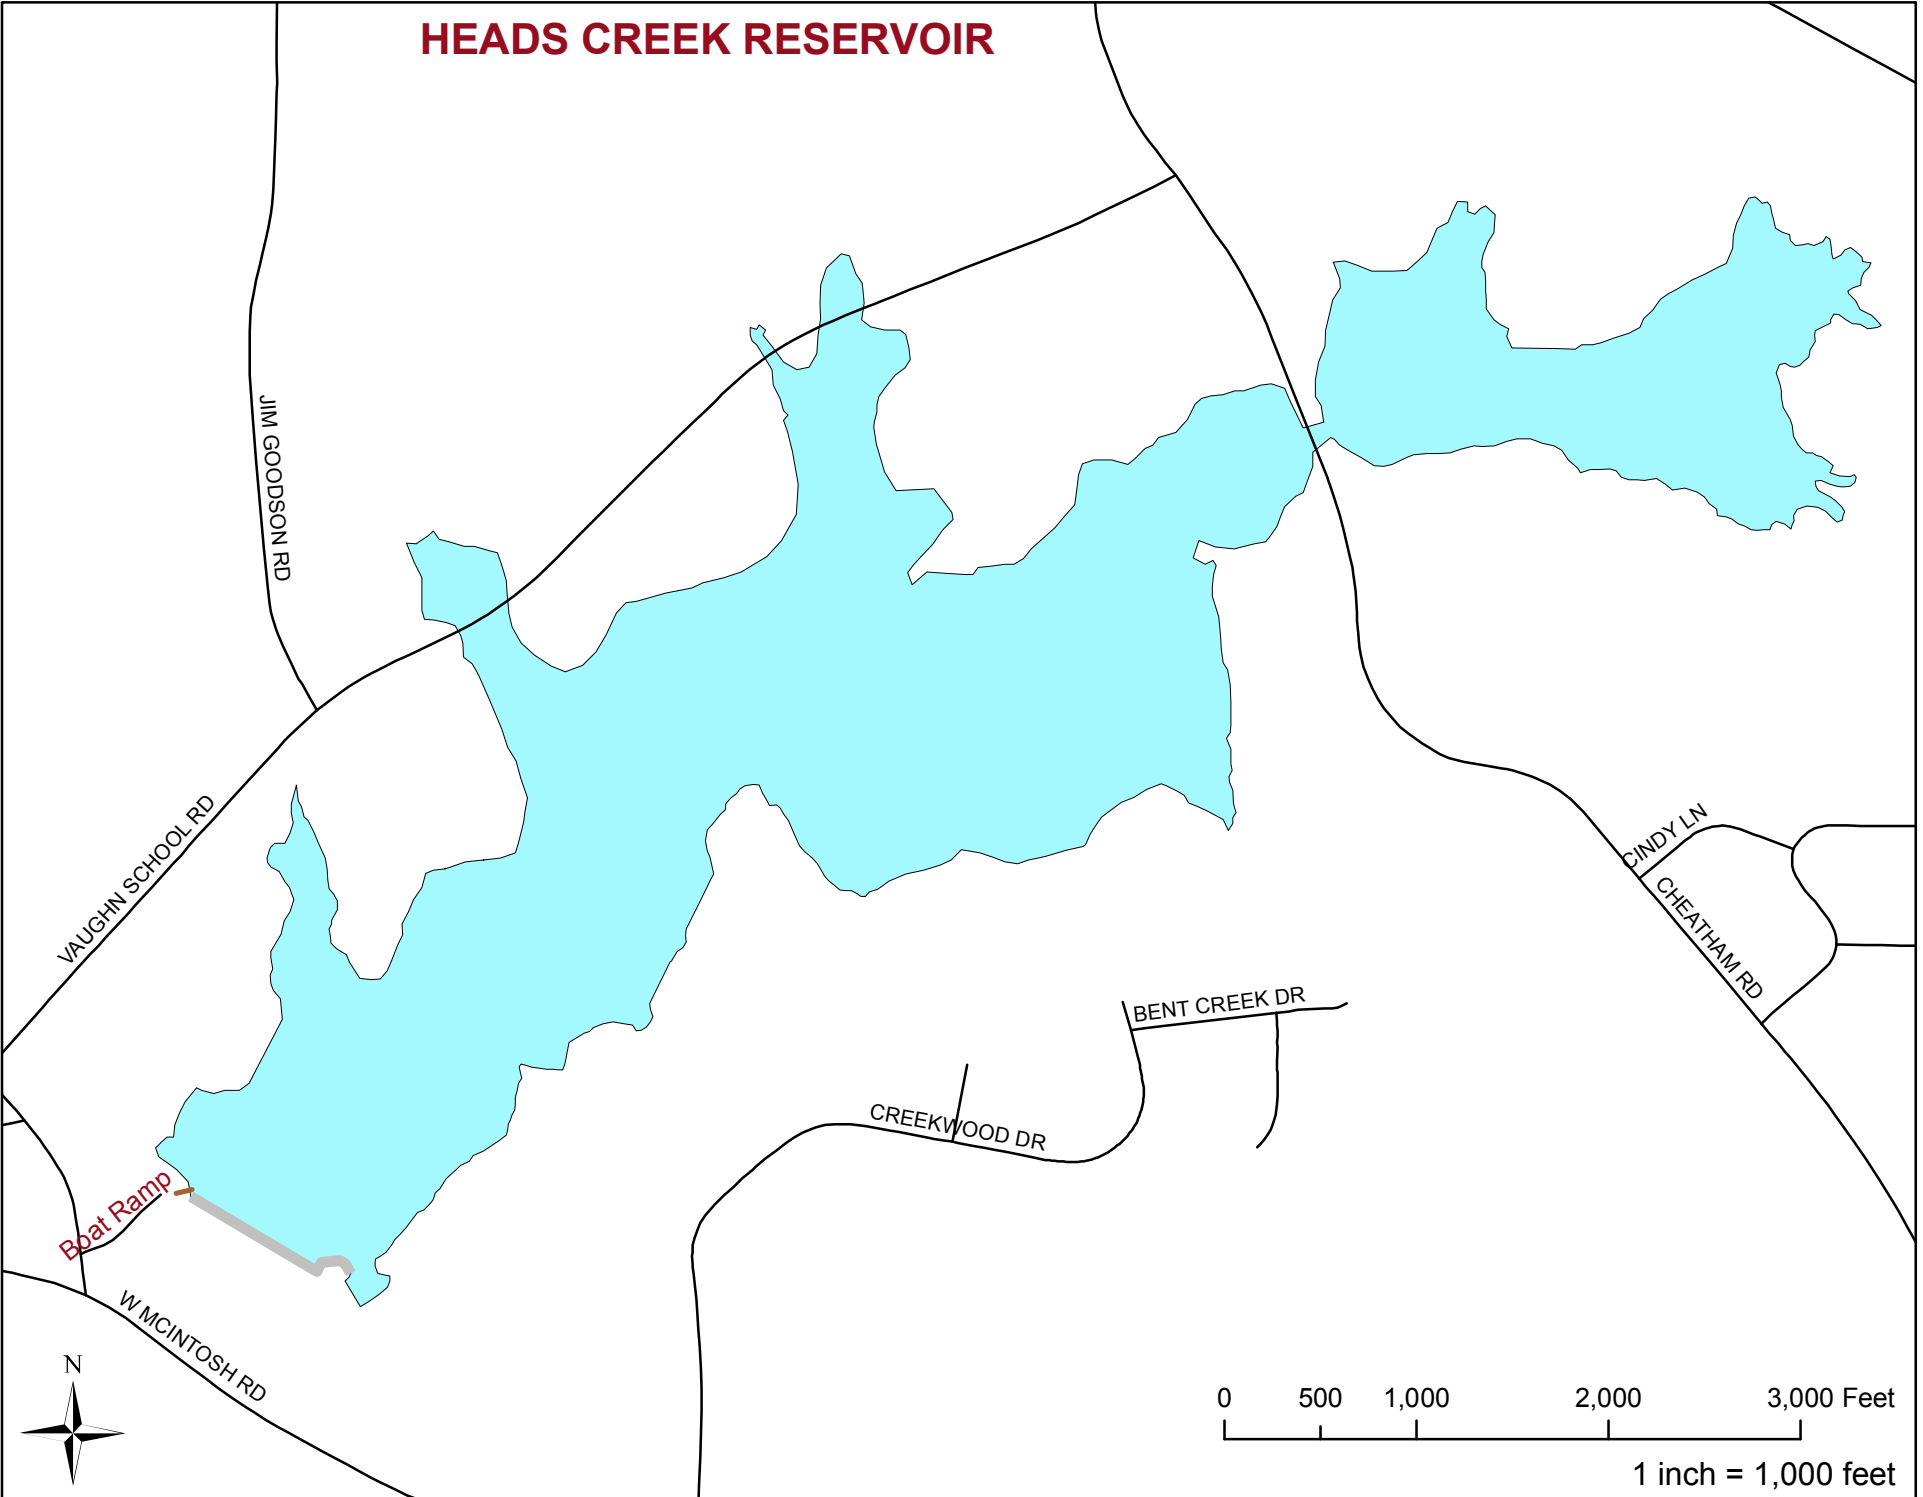 HEADS CREEK RESERVOIR
JIM GOODSON RD
VAUGHN SCHOOL RD
CINDY LN
CHEATHAM RD
BENT CREEK DR
CREEKWOOD DR
Boat Ramp
W MCINTOSH RD
N
0 500 1,000 2,000 3,000 Feet
1 inch = 1,000 feet